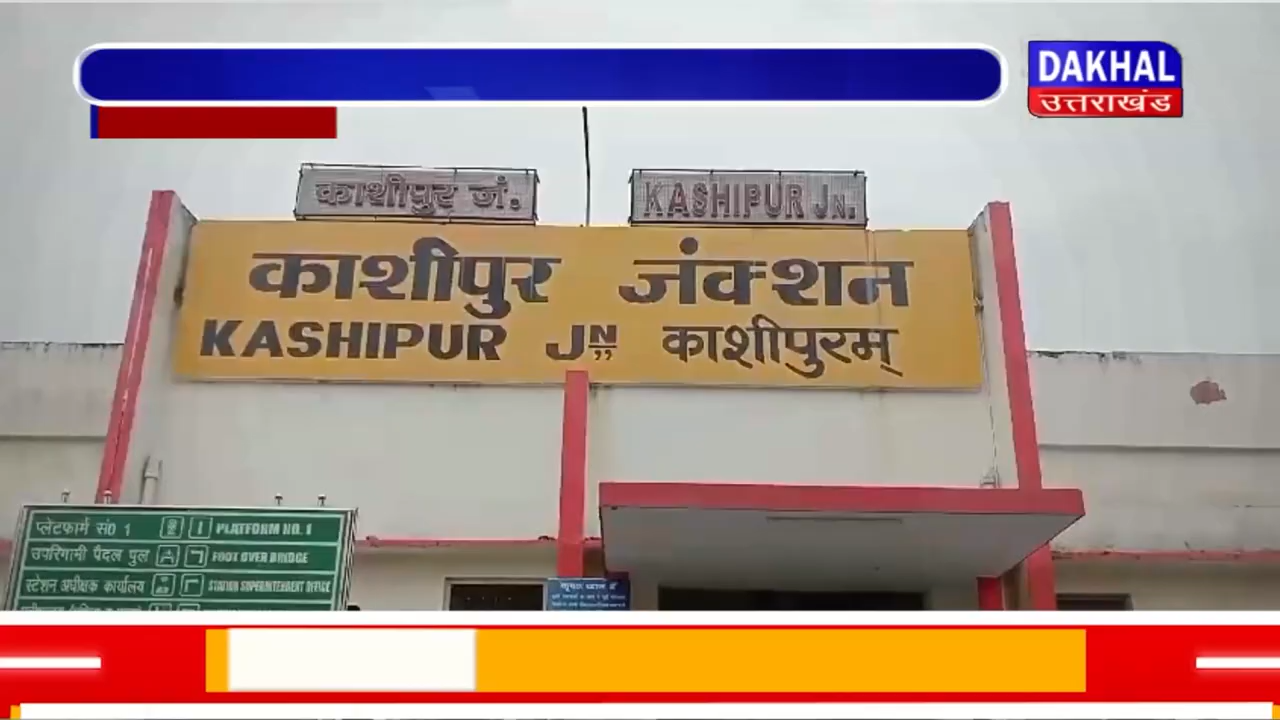 DAKHAL
उत्तराखंड
काशीपुर जं.
KASHIPUR JN.
काशीपुर जंक्शन
KASHIPUR JN काशीपुरम्
प्लेटफार्म सं0 1 PLATFORM NO. 1
उपरिगामी पैदल पुल FOOT OVER BRIDGE
स्टेशन अधीक्षक कार्यालय STATION SUPERINTENDENT OFFICE